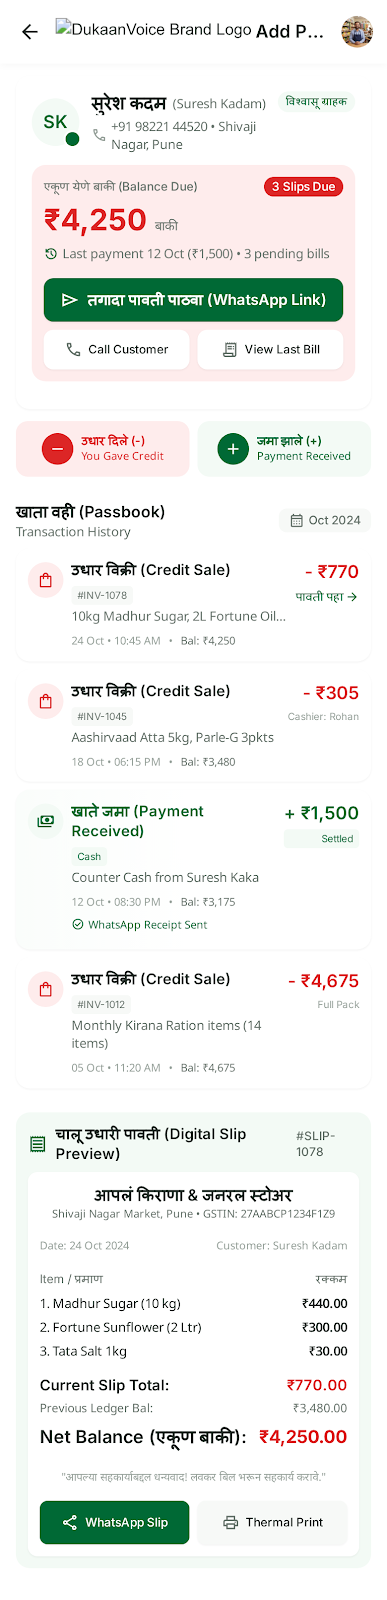 DukaanVoice Brand Logo Add P...
SK
सुरेश कदम (Suresh Kadam)
विश्वासू ग्राहक
+91 98221 44520 • Shivaji
Nagar, Pune
एकूण येणे बाकी (Balance Due)
3 Slips Due
₹4,250 बाकी
Last payment 12 Oct (₹1,500) • 3 pending bills
तगादा पावती पाठवा (WhatsApp Link)
Call Customer
View Last Bill
उधार दिले (-)
You Gave Credit
जमा झाले (+)
Payment Received
खाता वही (Passbook)
Transaction History
Oct 2024
उधार विक्री (Credit Sale)
- ₹770
#INV-1078
पावती पहा →
10kg Madhur Sugar, 2L Fortune Oil...
24 Oct • 10:45 AM • Bal: ₹4,250
उधार विक्री (Credit Sale)
- ₹305
#INV-1045
Cashier: Rohan
Aashirvaad Atta 5kg, Parle-G 3pkts
18 Oct • 06:15 PM • Bal: ₹3,480
खाते जमा (Payment
Received)
+ ₹1,500
Settled
Cash
Counter Cash from Suresh Kaka
12 Oct • 08:30 PM • Bal: ₹3,175
WhatsApp Receipt Sent
उधार विक्री (Credit Sale)
- ₹4,675
#INV-1012
Full Pack
Monthly Kirana Ration items (14
items)
05 Oct • 11:20 AM • Bal: ₹4,675
चालू उधारी पावती (Digital Slip
Preview)
#SLIP-
1078
आपलं किराणा & जनरल स्टोअर
Shivaji Nagar Market, Pune • GSTIN: 27AABCP1234F1Z9
Date: 24 Oct 2024
Customer: Suresh Kadam
Item / प्रमाण
रक्कम
1. Madhur Sugar (10 kg)
₹440.00
2. Fortune Sunflower (2 Ltr)
₹300.00
3. Tata Salt 1kg
₹30.00
Current Slip Total:
₹770.00
Previous Ledger Bal:
₹3,480.00
Net Balance (एकूण बाकी):
₹4,250.00
"आपल्या सहकार्याबद्दल धन्यवाद! लवकर बिल भरून सहकार्य करावे."
WhatsApp Slip
Thermal Print